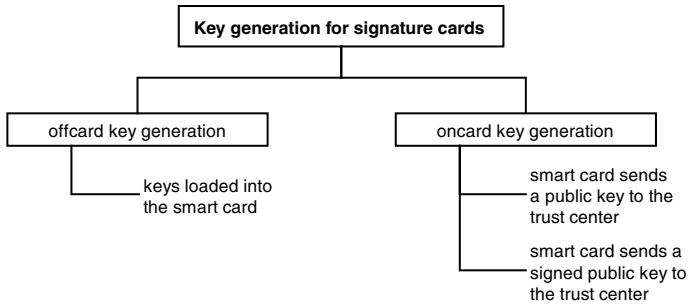 Key generation for signature cards
offcard key generation
oncard key generation
keys loaded into
the smart card
smart card sends
a public key to the
trust center
smart card sends a
signed public key to
the trust center